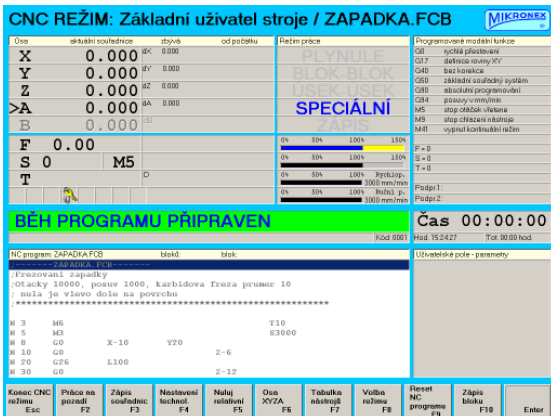 CNC REŽIM: Základní uživatel stroje / ZAPADKA.FCB
MIKRONEX
Osa aktuální souřadnice zbývá od počátku
X 0.000 dX 0.000
Y 0.000 dY 0.000
Z 0.000 dZ 0.000
>A 0.000 dA 0.000
B 0.000 dB
Režim práce
PLYNULE
BLOK-BLOK
ÚSEK-ÚSEK
SPECIÁLNÍ
ZÁPIS
Programované modální funkce
G0 rychlé přestavení
G17 definice roviny XY
G40 bez korekce
G50 základní souřadný systém
G90 absolutní programování
G94 posuvy v mm/min
M5 stop otáček vřetene
M9 stop chlazení nástroje
M41 vypnut kontinuální režim
F 0.00
S 0 M5
T D
0% 50% 100% 150%
0% 50% 100% 150%
0% 50% 100% Rychlop.
3000 mm/min
0% 50% 100% Ruční p.
3000 mm/min
F = 0
S = 0
T = 0
Podpr.1:
Podpr.2:
BĚH PROGRAMU PŘIPRAVEN
Kód: 0001
Čas 00:00:00
Hod. 15:24:27 Tot. 00:00 hod.
NC program: ZAPADKA.FCB bloků: blok:
;-------ZAPADKA.FCB-------
;Frezovani zapadky
;Otacky 10000, posuv 1000, karbidova freza prumer 10
; nula je vlevo dole na povrchu
N 3 M6 T10
N 5 M3 S3000
N 8 G0 X-10 Y20
N 10 G0 Z-6
N 20 G26 L100
N 30 G0 Z-12
Uživatelské pole - parametry
Konec CNC režimu Esc
Práce na pozadí F2
Zápis souřadnic F3
Nastavení technol. F4
Nuluj relativní F5
Osa XYZA F6
Tabulka nástrojů F7
Volba režimu F8
Reset NC programu F9
Zápis bloku F10
Enter